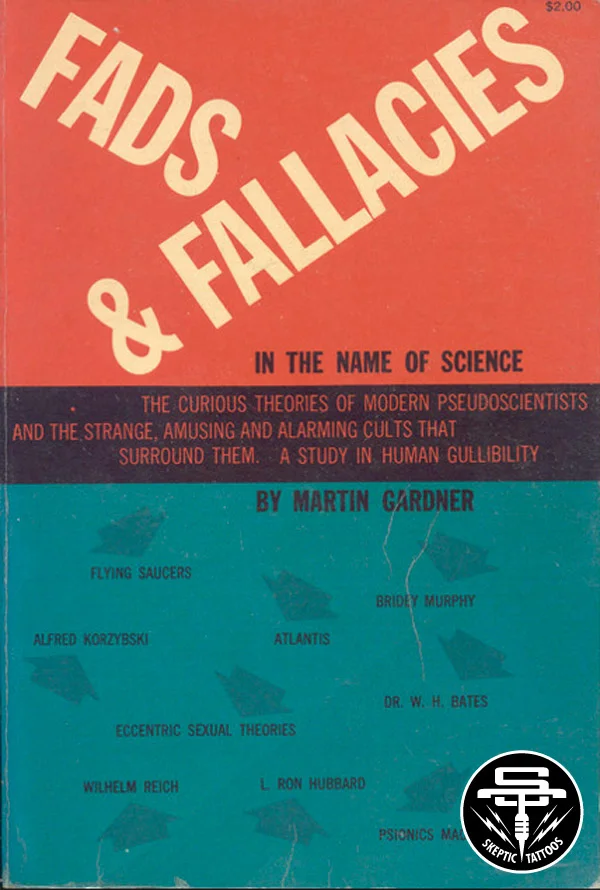 $2.00
FADS
& FALLACIES
IN THE NAME OF SCIENCE
THE CURIOUS THEORIES OF MODERN PSEUDOSCIENTISTS
AND THE STRANGE, AMUSING AND ALARMING CULTS THAT
SURROUND THEM. A STUDY IN HUMAN GULLIBILITY
BY MARTIN GARDNER
FLYING SAUCERS
BRIDEY MURPHY
ALFRED KORZYBSKI
ATLANTIS
DR. W. H. BATES
ECCENTRIC SEXUAL THEORIES
WILHELM REICH
L. RON HUBBARD
PSIONICS
ST
SKEPTIC TATTOOS